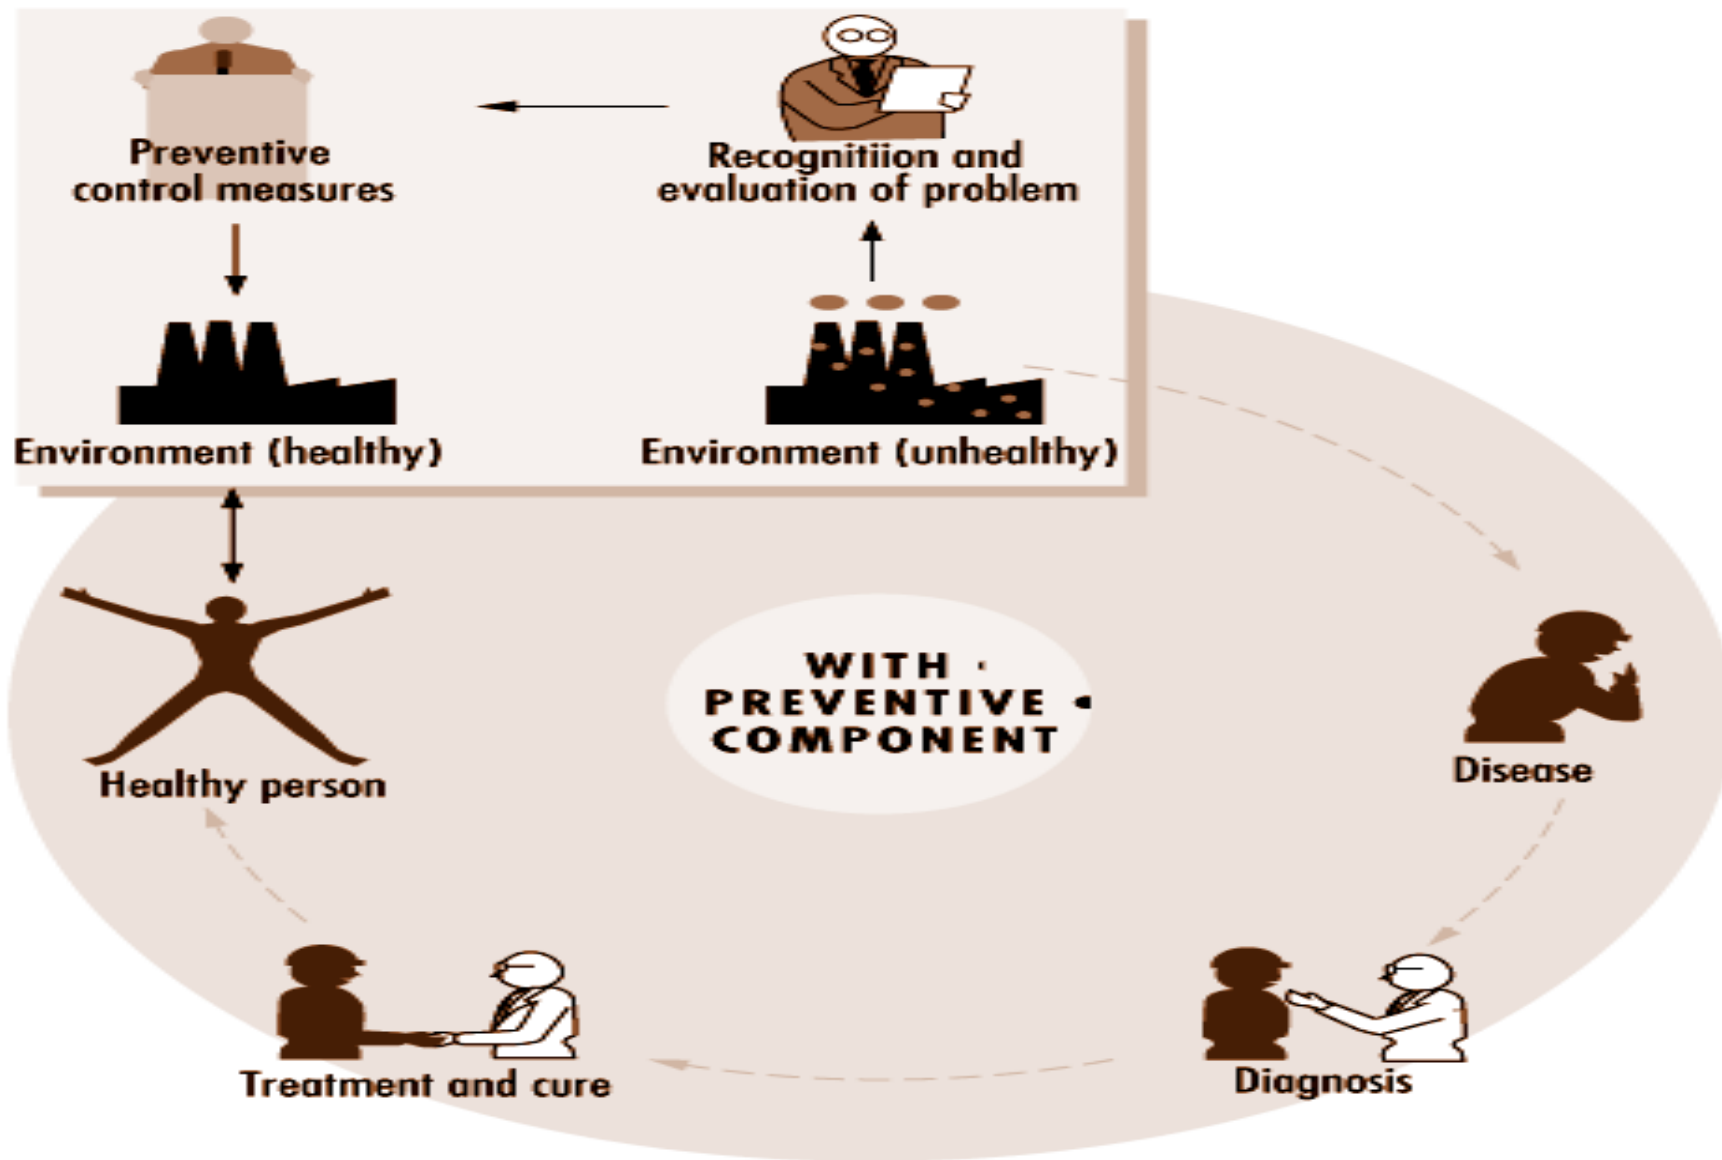 Preventive
control measures
Recognitiion and
evaluation of problem
Environment (healthy)
Environment (unhealthy)
WITH
PREVENTIVE
COMPONENT
Healthy person
Disease
Treatment and cure
Diagnosis